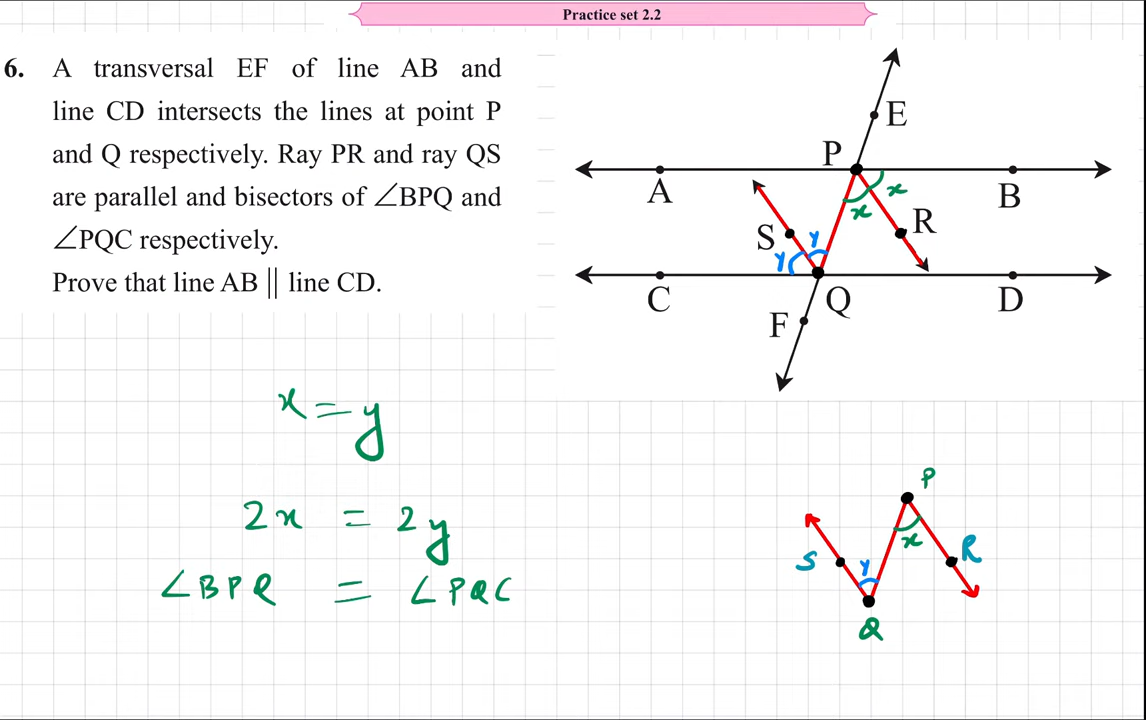 Practice set 2.2
6. A transversal EF of line AB and
line CD intersects the lines at point P
and Q respectively. Ray PR and ray QS
are parallel and bisectors of ∠BPQ and
∠PQC respectively.
Prove that line AB || line CD.
E
P
A
B
x
x
R
S
y
y
C
Q
D
F
x = y
2x = 2y
∠BPQ = ∠PQC
P
x
R
S
y
Q